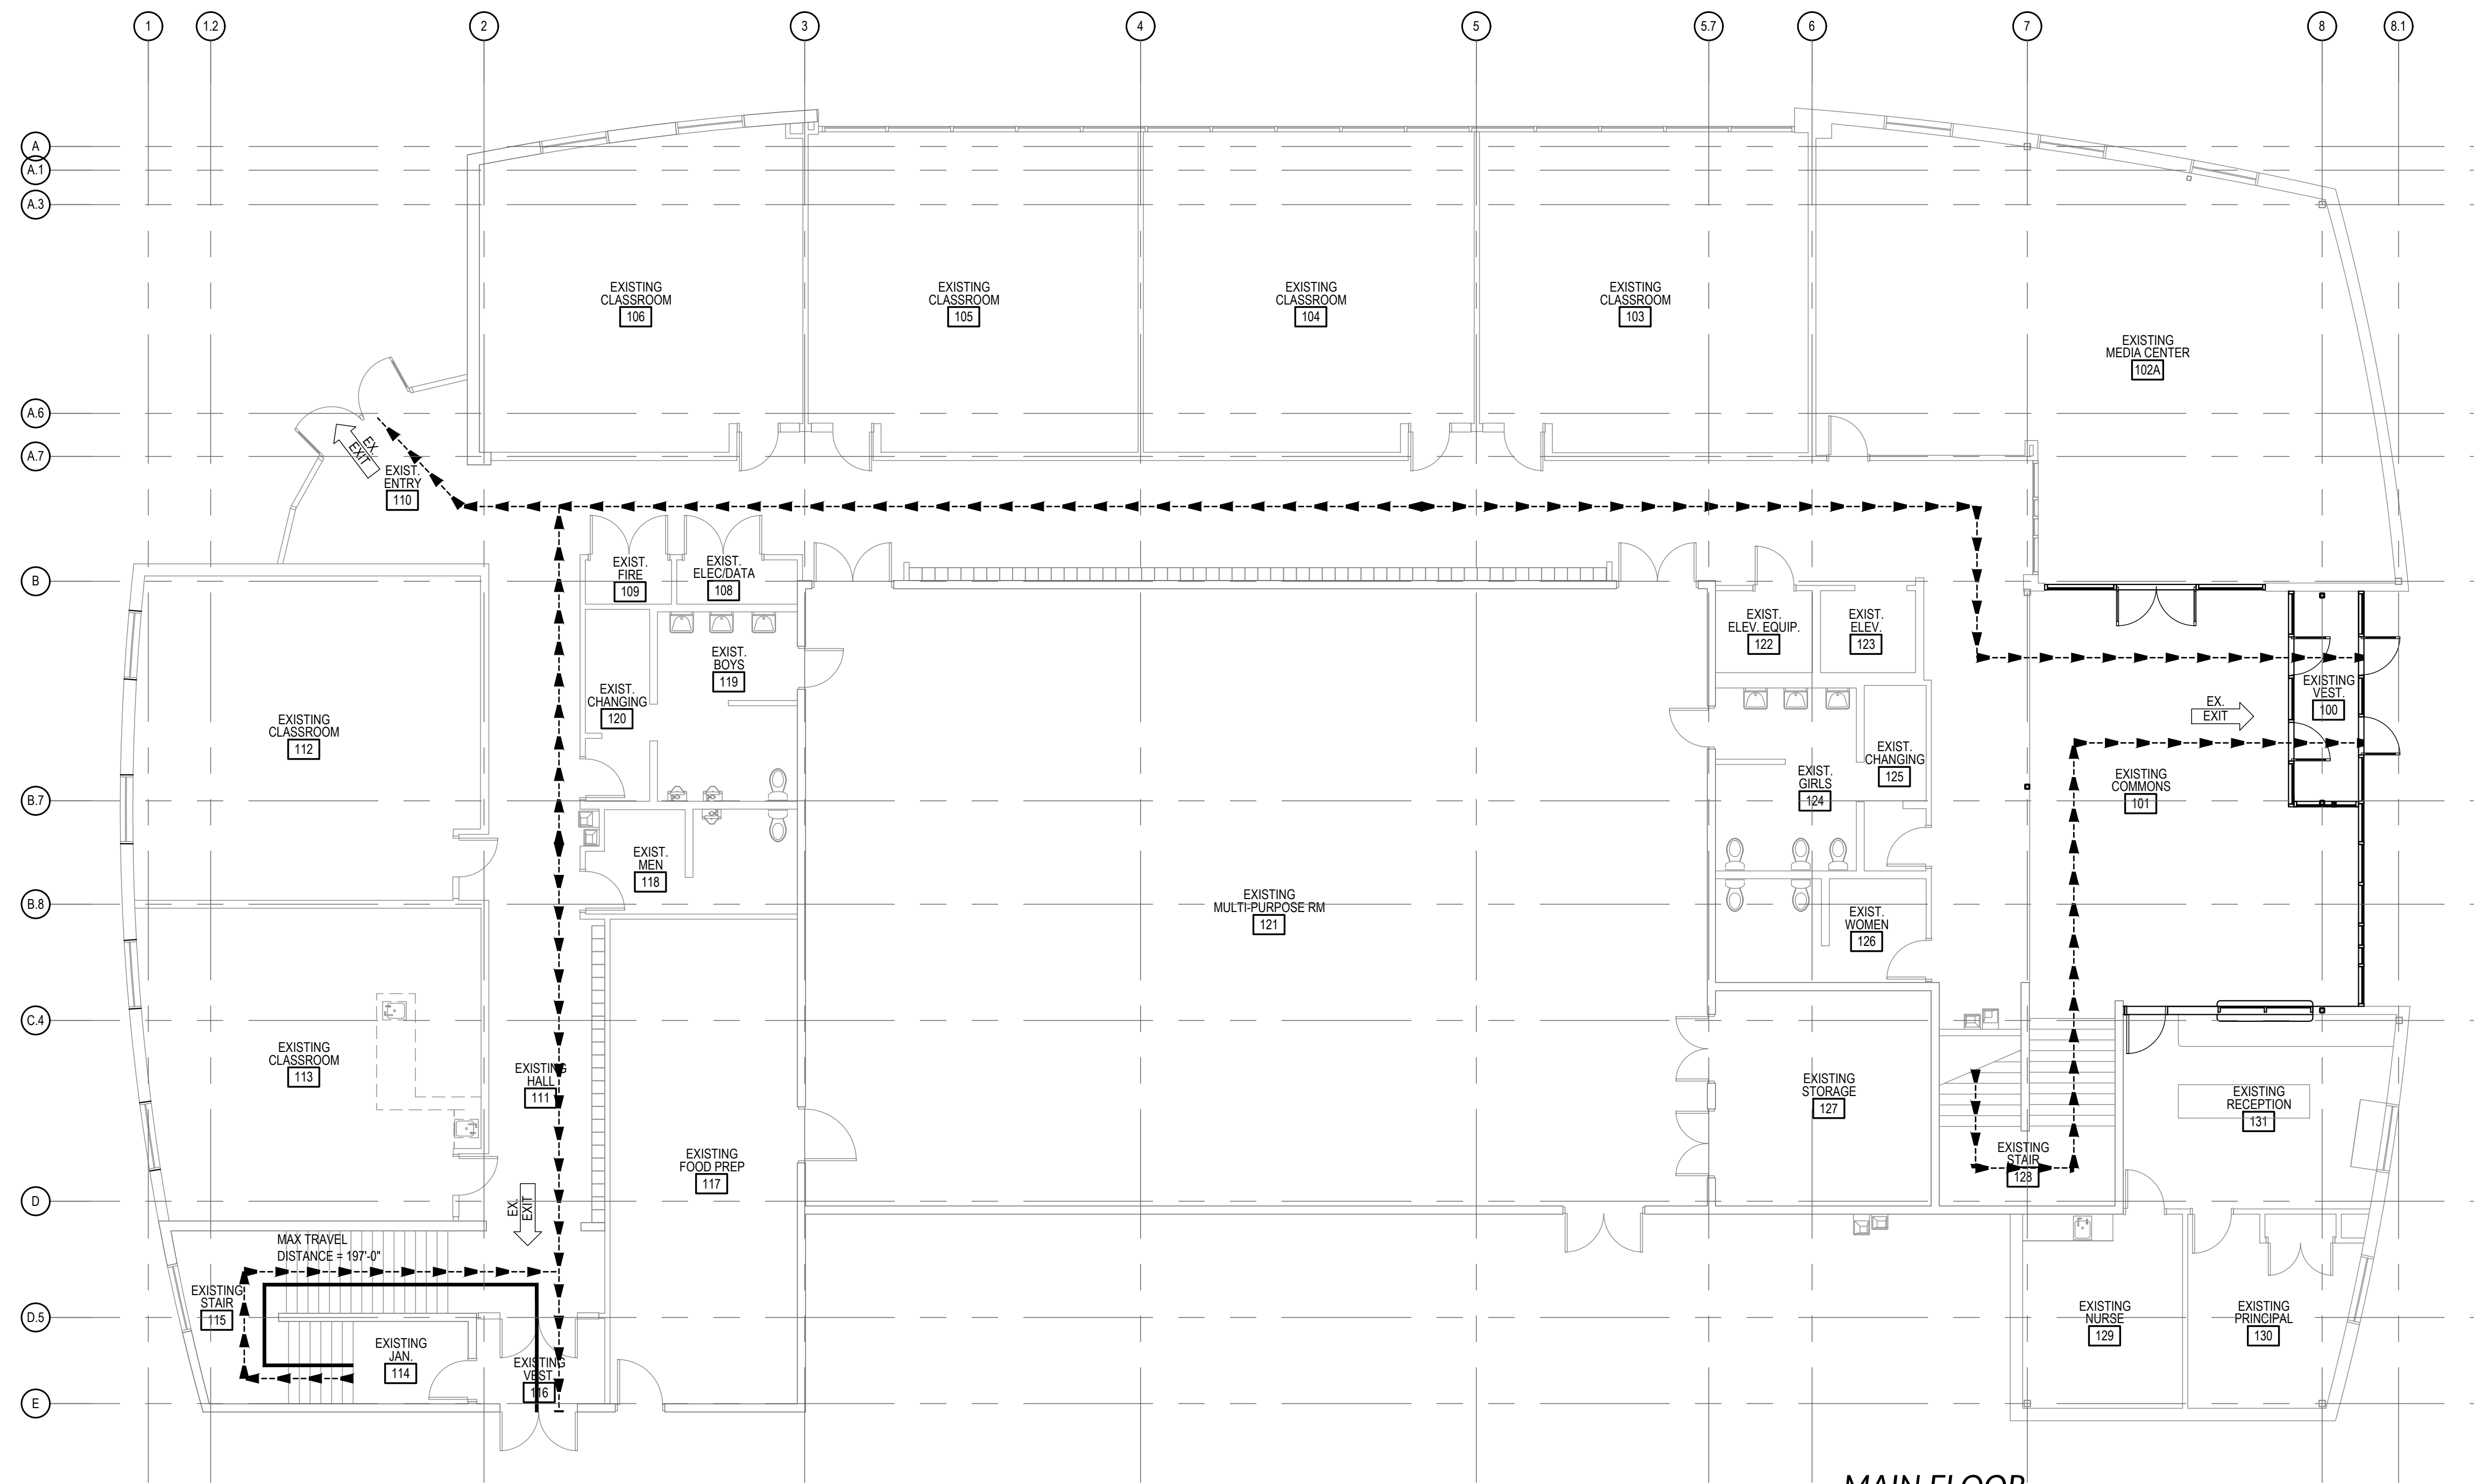 1
1.2
2
3
4
5
5.7
6
7
8
8.1
A
A.1
A.3
A.6
A.7
B
B.7
B.8
C.4
D
D.5
E
EXISTING
CLASSROOM
106
EXISTING
CLASSROOM
105
EXISTING
CLASSROOM
104
EXISTING
CLASSROOM
103
EXISTING
MEDIA CENTER
102A
EX.
EXIT
EXIST.
ENTRY
110
EXIST.
FIRE
109
EXIST.
ELEC/DATA
108
EXIST.
BOYS
119
EXIST.
CHANGING
120
EXIST.
ELEV. EQUIP.
122
EXIST.
ELEV.
123
EXISTING
VEST.
100
EX.
EXIT
EXISTING
CLASSROOM
112
EXIST.
CHANGING
125
EXIST.
GIRLS
124
EXISTING
COMMONS
101
EXIST.
MEN
118
EXISTING
MULTI-PURPOSE RM
121
EXIST.
WOMEN
126
EXISTING
CLASSROOM
113
EXISTING
HALL
111
EXISTING
STORAGE
127
EXISTING
RECEPTION
131
EXISTING
FOOD PREP
117
EXISTING
STAIR
128
EX.
EXIT
MAX TRAVEL
DISTANCE = 197'-0"
EXISTING
STAIR
115
EXISTING
JAN.
114
EXISTING
VEST.
116
EXISTING
NURSE
129
EXISTING
PRINCIPAL
130
MAIN FLOOR